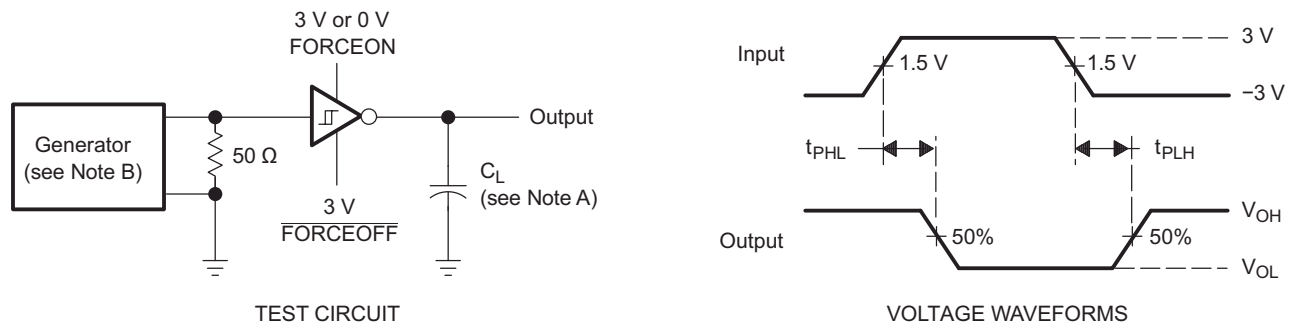 3 V or 0 V
FORCEON
Generator
(see Note B)
50 Ω
3 V
FORCEOFF
Output
C_L
(see Note A)
TEST CIRCUIT
Input
3 V
1.5 V
1.5 V
−3 V
t_PHL
t_PLH
Output
50%
50%
V_OH
V_OL
VOLTAGE WAVEFORMS